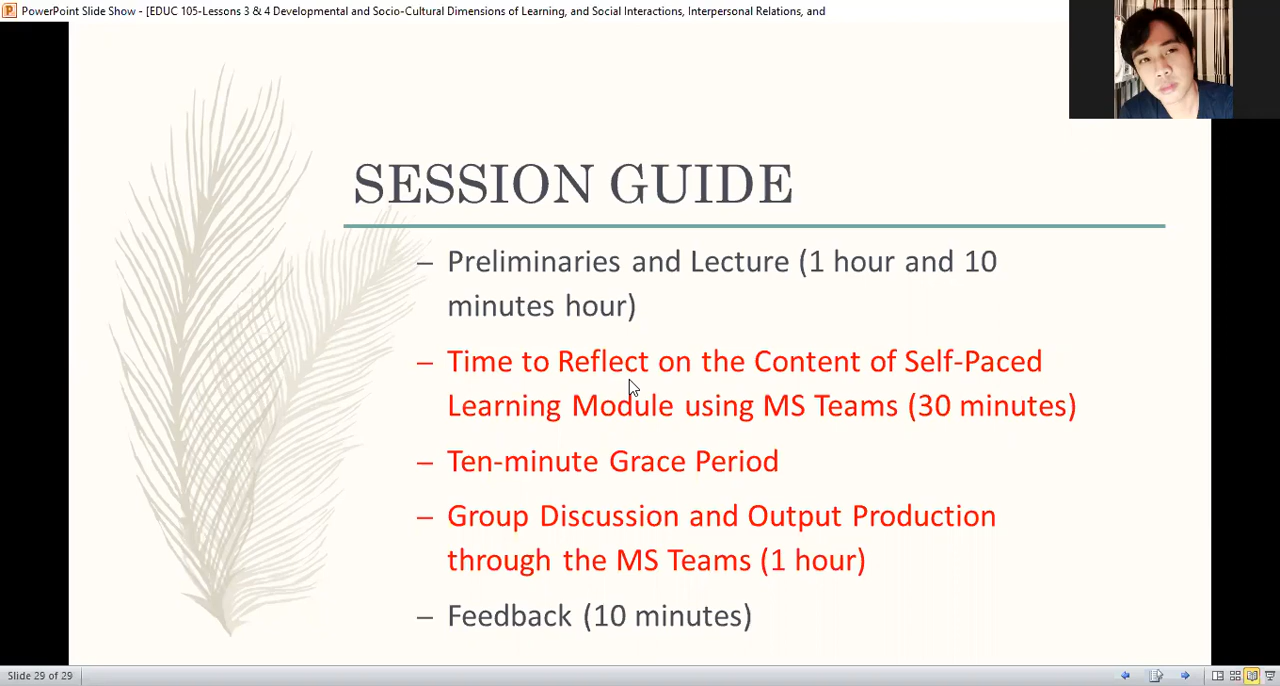 PowerPoint Slide Show - [EDUC 105-Lessons 3 & 4 Developmental and Socio-Cultural Dimensions of Learning, and Social Interactions, Interpersonal Relations, and
SESSION GUIDE
– Preliminaries and Lecture (1 hour and 10
minutes hour)
– Time to Reflect on the Content of Self-Paced
Learning Module using MS Teams (30 minutes)
– Ten-minute Grace Period
– Group Discussion and Output Production
through the MS Teams (1 hour)
– Feedback (10 minutes)
Slide 29 of 29